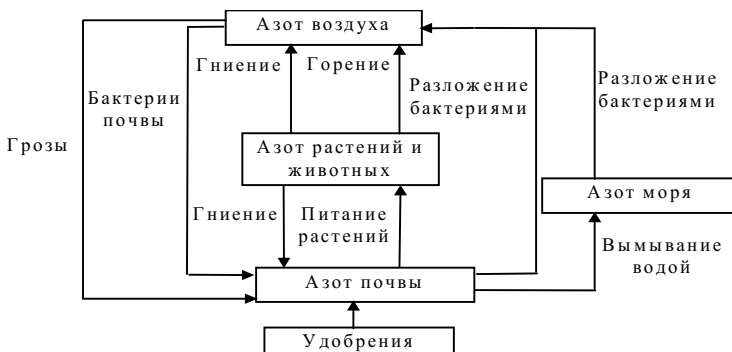 Азот воздуха
Гниение
Горение
Бактерии
почвы
Разложение
бактериями
Разложение
бактериями
Грозы
Азот растений и
животных
Азот моря
Гниение
Питание
растений
Вымывание
водой
Азот почвы
Удобрения